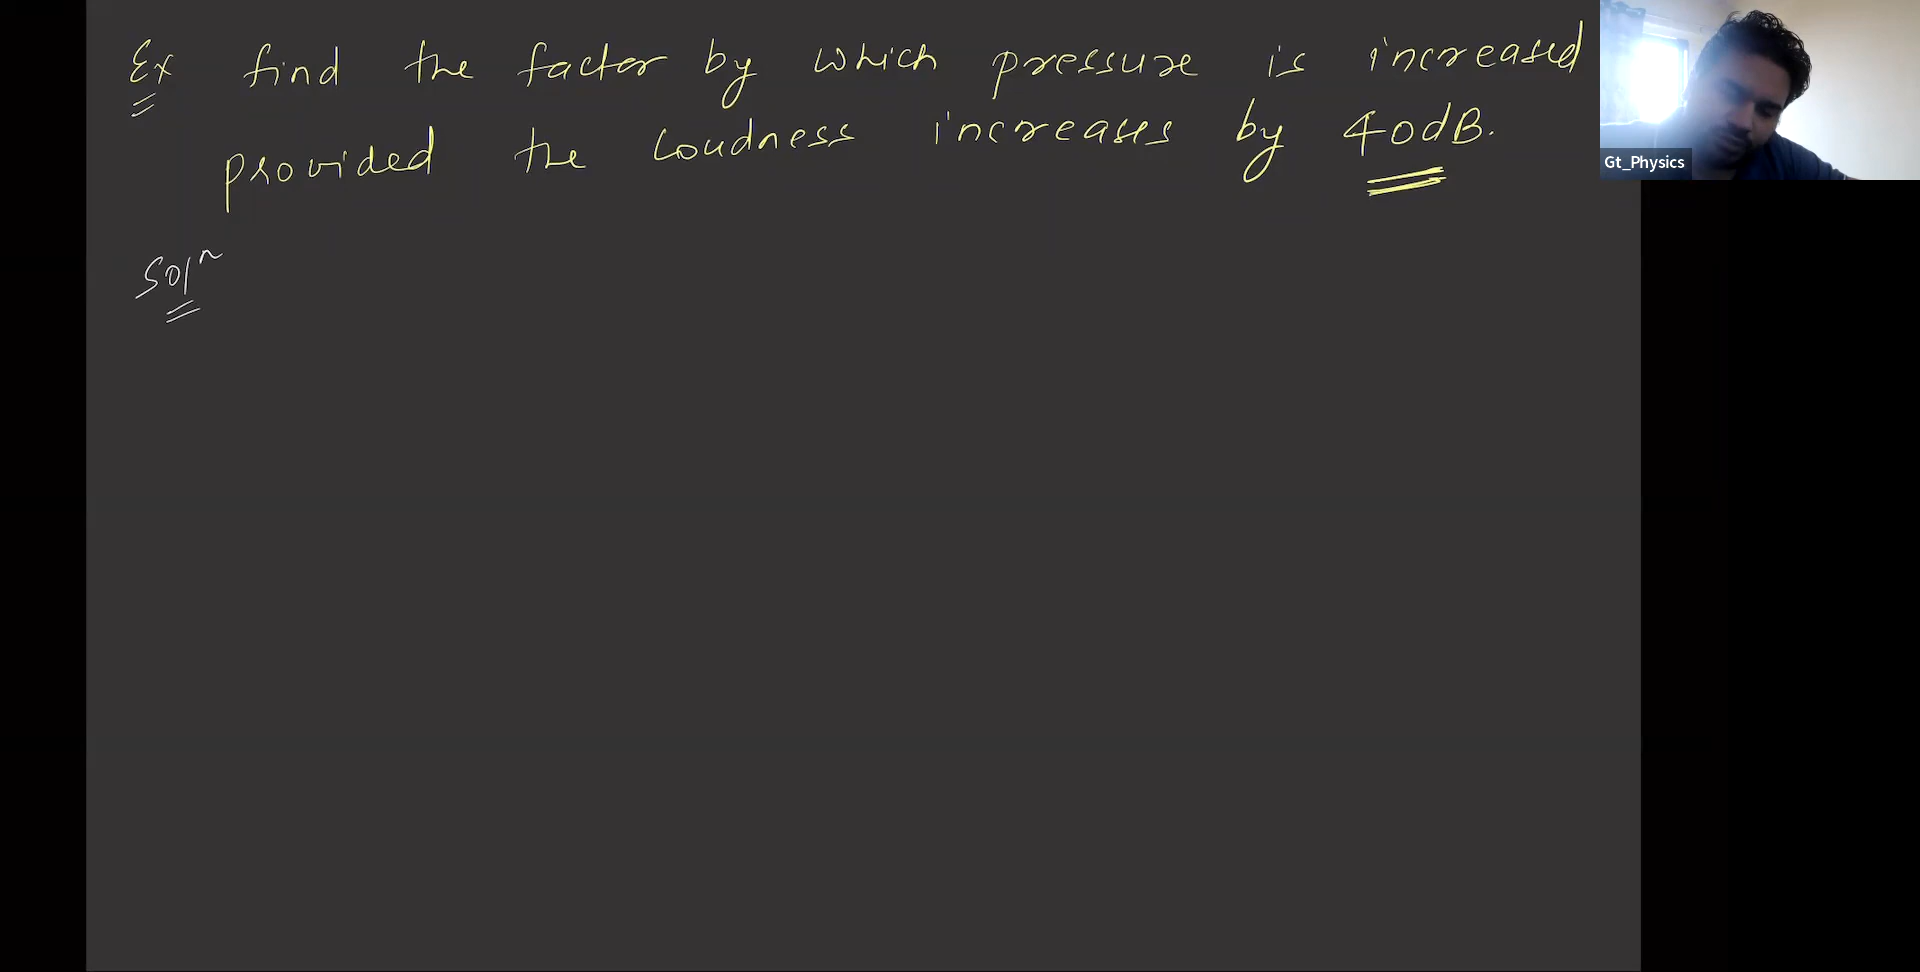 Ex find the factor by which pressure is increased
provided the loudness increases by 40dB.
Solⁿ
Gt_Physics